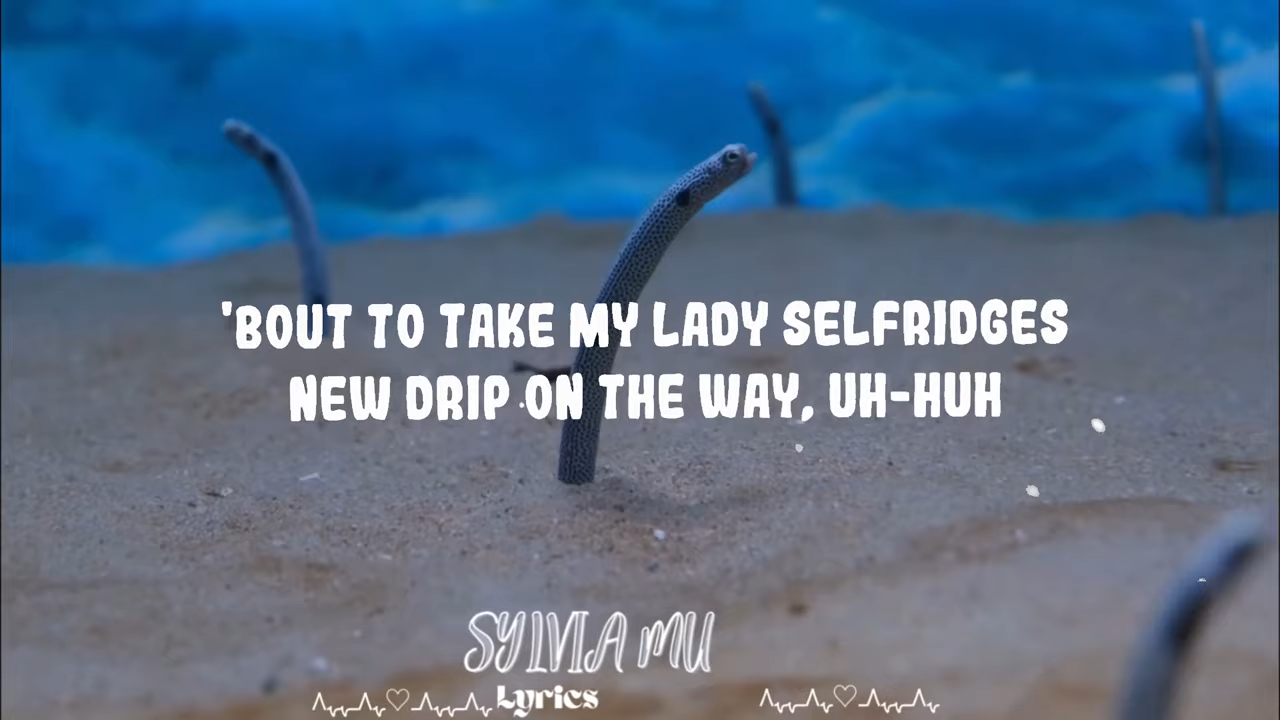 'BOUT TO TAKE MY LADY SELFRIDGES
NEW DRIP ON THE WAY, UH-HUH
SYLVIA MU
Lyrics